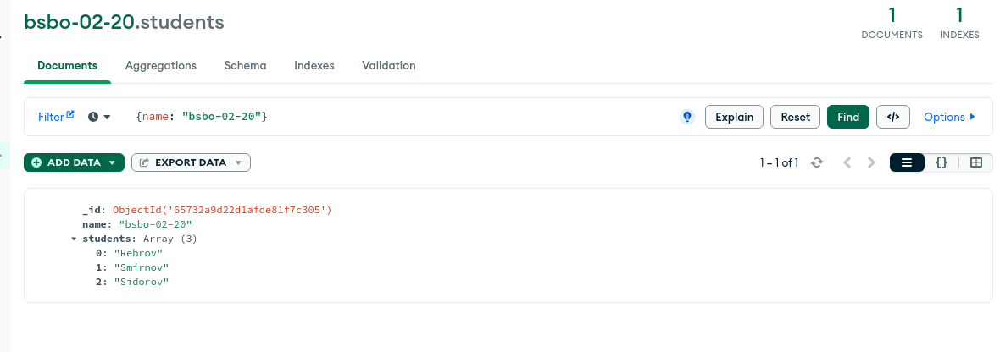 bsbo-02-20.students
1 1
DOCUMENTS INDEXES
Documents Aggregations Schema Indexes Validation
Filter {name: "bsbo-02-20"} Explain Reset Find </> Options
ADD DATA EXPORT DATA 1 – 1 of 1 {}
_id: ObjectId('65732a9d22d1afde81f7c305')
name: "bsbo-02-20"
students: Array (3)
0: "Rebrov"
1: "Smirnov"
2: "Sidorov"